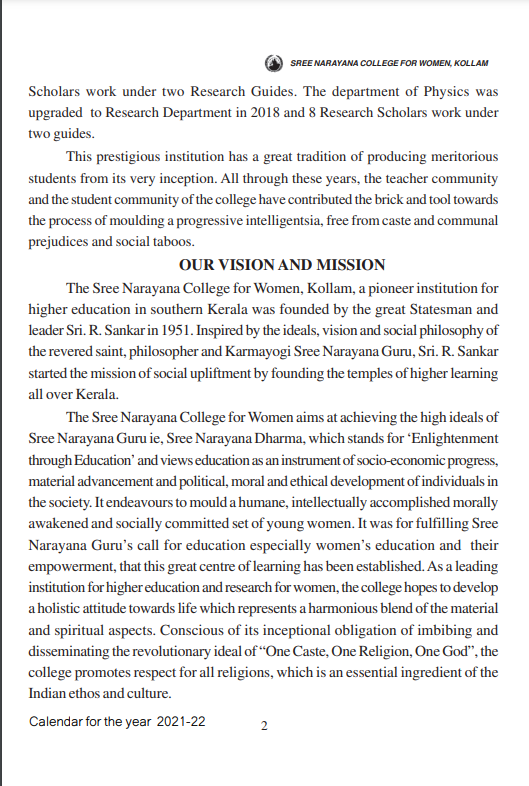 SREE NARAYANA COLLEGE FOR WOMEN, KOLLAM
Scholars work under two Research Guides. The department of Physics was
upgraded to Research Department in 2018 and 8 Research Scholars work under
two guides.
This prestigious institution has a great tradition of producing meritorious
students from its very inception. All through these years, the teacher community
and the student community of the college have contributed the brick and tool towards
the process of moulding a progressive intelligentsia, free from caste and communal
prejudices and social taboos.
OUR VISION AND MISSION
The Sree Narayana College for Women, Kollam, a pioneer institution for
higher education in southern Kerala was founded by the great Statesman and
leader Sri. R. Sankar in 1951. Inspired by the ideals, vision and social philosophy of
the revered saint, philosopher and Karmayogi Sree Narayana Guru, Sri. R. Sankar
started the mission of social upliftment by founding the temples of higher learning
all over Kerala.
The Sree Narayana College for Women aims at achieving the high ideals of
Sree Narayana Guru ie, Sree Narayana Dharma, which stands for ‘Enlightenment
through Education’ and views education as an instrument of socio-economic progress,
material advancement and political, moral and ethical development of individuals in
the society. It endeavours to mould a humane, intellectually accomplished morally
awakened and socially committed set of young women. It was for fulfilling Sree
Narayana Guru’s call for education especially women’s education and their
empowerment, that this great centre of learning has been established. As a leading
institution for higher education and research for women, the college hopes to develop
a holistic attitude towards life which represents a harmonious blend of the material
and spiritual aspects. Conscious of its inceptional obligation of imbibing and
disseminating the revolutionary ideal of “One Caste, One Religion, One God”, the
college promotes respect for all religions, which is an essential ingredient of the
Indian ethos and culture.
Calendar for the year 2021-22
2